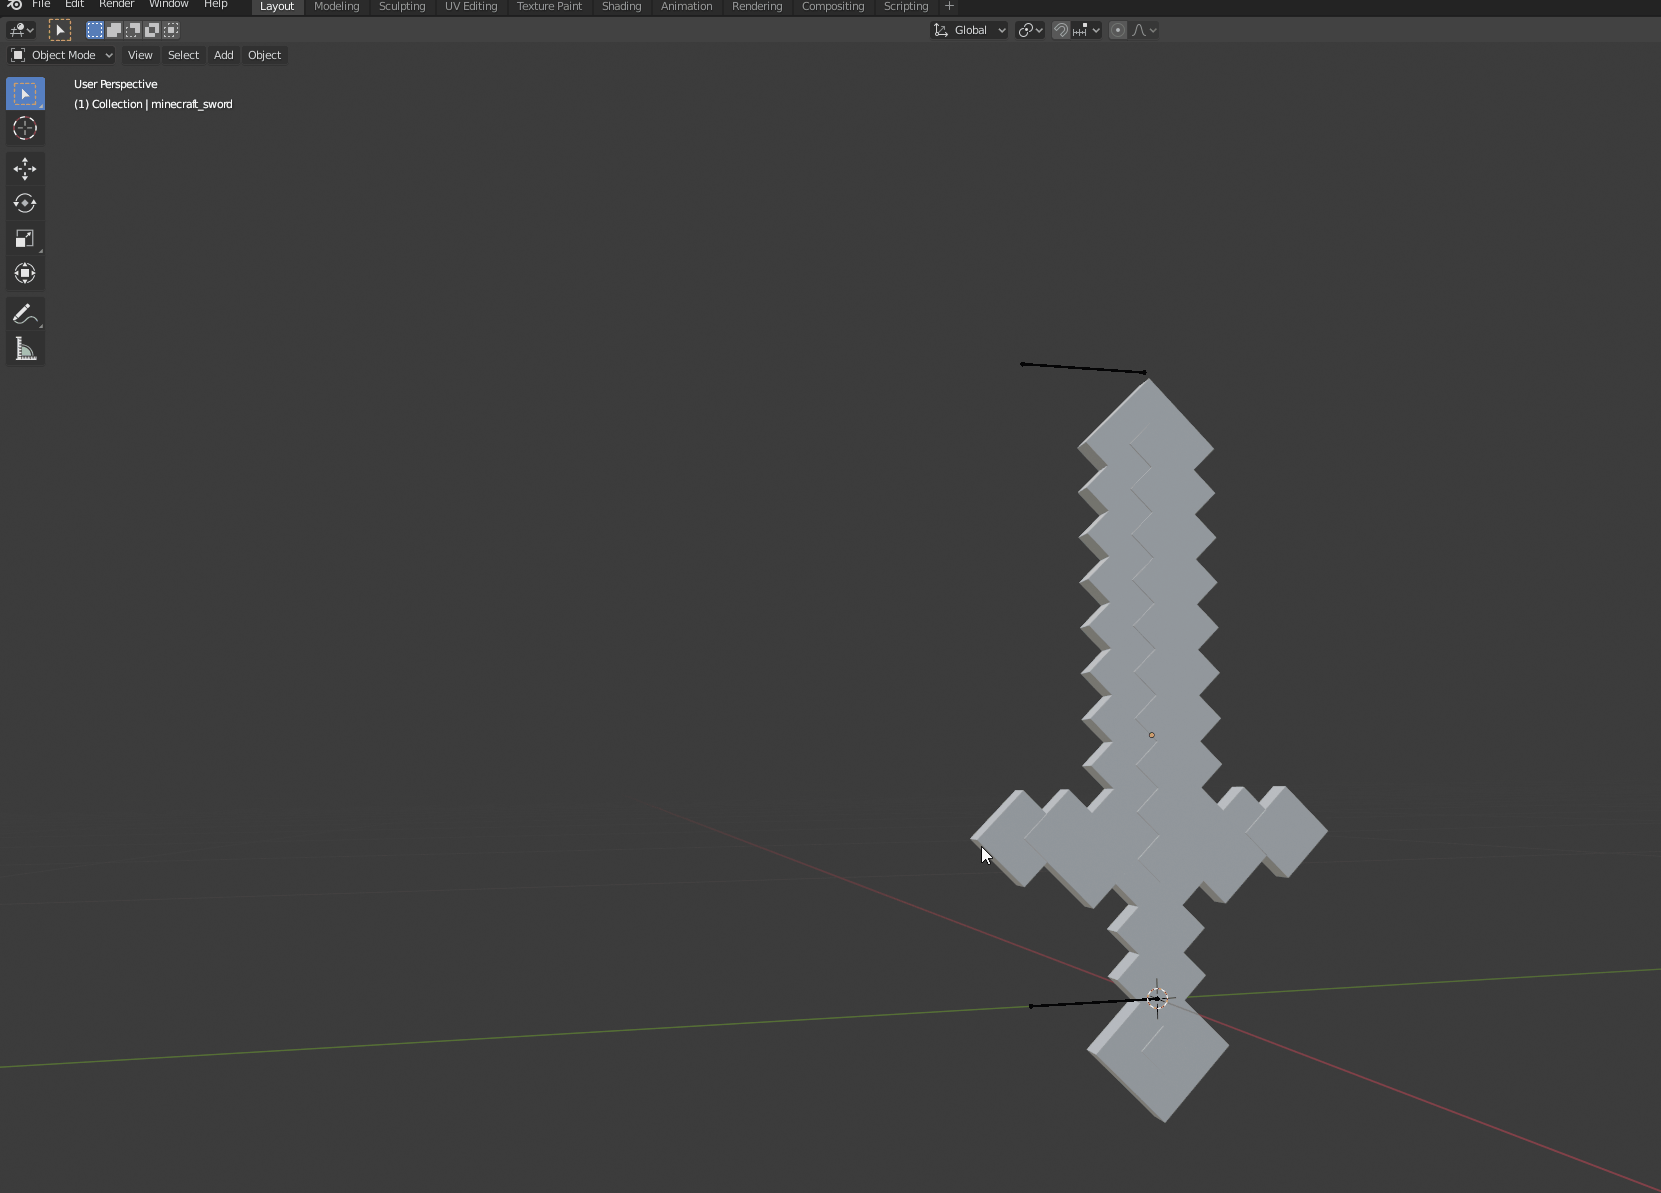 File Edit Render Window Help Layout Modeling Sculpting UV Editing Texture Paint Shading Animation Rendering Compositing Scripting +
Global
Object Mode View Select Add Object
User Perspective
(1) Collection | minecraft_sword